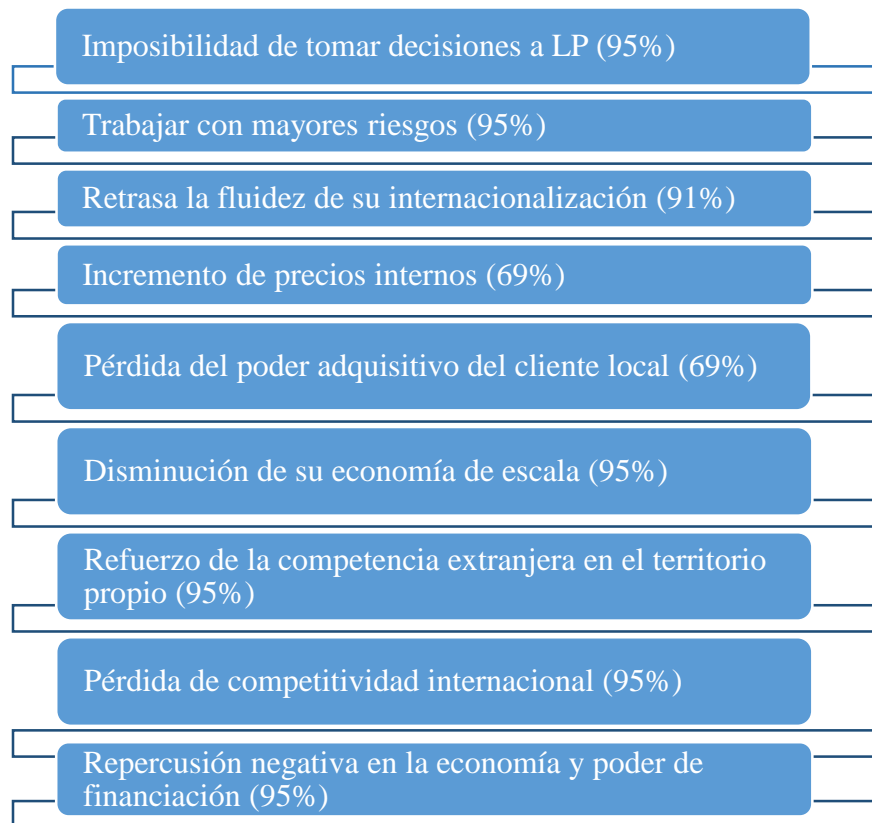 Imposibilidad de tomar decisiones a LP (95%)
Trabajar con mayores riesgos (95%)
Retrasa la fluidez de su internacionalización (91%)
Incremento de precios internos (69%)
Pérdida del poder adquisitivo del cliente local (69%)
Disminución de su economía de escala (95%)
Refuerzo de la competencia extranjera en el territorio
propio (95%)
Pérdida de competitividad internacional (95%)
Repercusión negativa en la economía y poder de
financiación (95%)